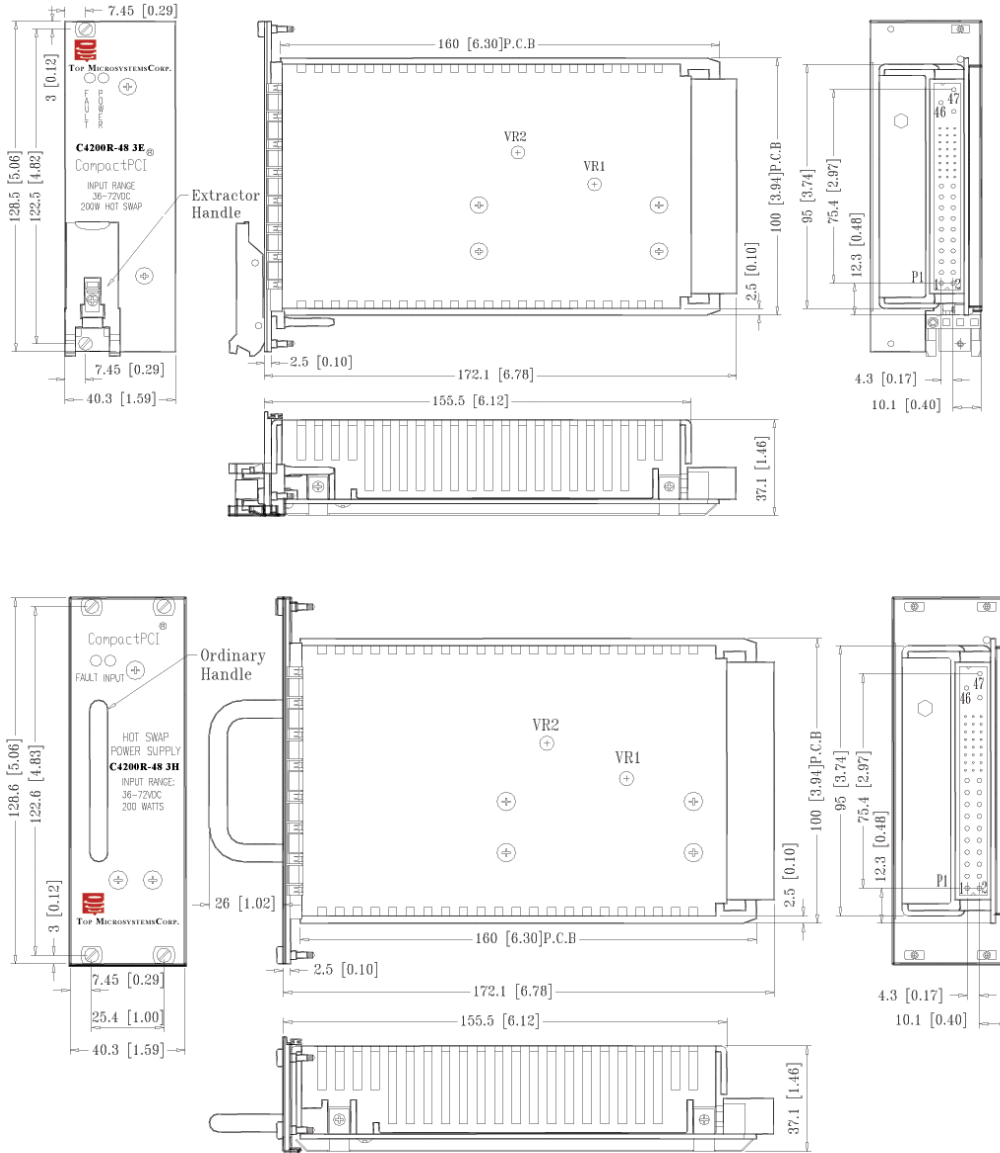 7.45 [0.29]
3 [0.12]
TOP MICROSYSTEMSCORP.
FAULT
POWER
C4200R-48 3E
CompactPCI®
INPUT RANGE
36-72VDC
200W HOT SWAP
128.5 [5.06]
122.5 [4.82]
Extractor
Handle
7.45 [0.29]
40.3 [1.59]
160 [6.30]P.C.B
VR2
VR1
100 [3.94]P.C.B
2.5 [0.10]
2.5 [0.10]
172.1 [6.78]
95 [3.74]
75.4 [2.97]
12.3 [0.48]
47
46
P1
1
2
4.3 [0.17]
10.1 [0.40]
155.5 [6.12]
37.1 [1.46]
CompactPCI®
FAULT INPUT
Ordinary
Handle
HOT SWAP
POWER SUPPLY
C4200R-48 3H
INPUT RANGE:
36-72VDC
200 WATTS
128.6 [5.06]
122.6 [4.83]
3 [0.12]
TOP MICROSYSTEMSCORP.
7.45 [0.29]
25.4 [1.00]
40.3 [1.59]
26 [1.02]
VR2
VR1
100 [3.94]P.C.B
2.5 [0.10]
160 [6.30]P.C.B
2.5 [0.10]
172.1 [6.78]
95 [3.74]
75.4 [2.97]
12.3 [0.48]
47
46
P1
1
2
4.3 [0.17]
10.1 [0.40]
155.5 [6.12]
37.1 [1.46]